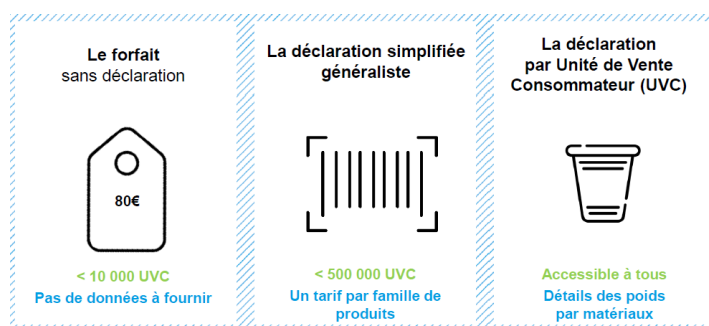 Le forfait
sans déclaration
80€
< 10 000 UVC
Pas de données à fournir
La déclaration simplifiée
généraliste
< 500 000 UVC
Un tarif par famille de
produits
La déclaration
par Unité de Vente
Consommateur (UVC)
Accessible à tous
Détails des poids
par matériaux